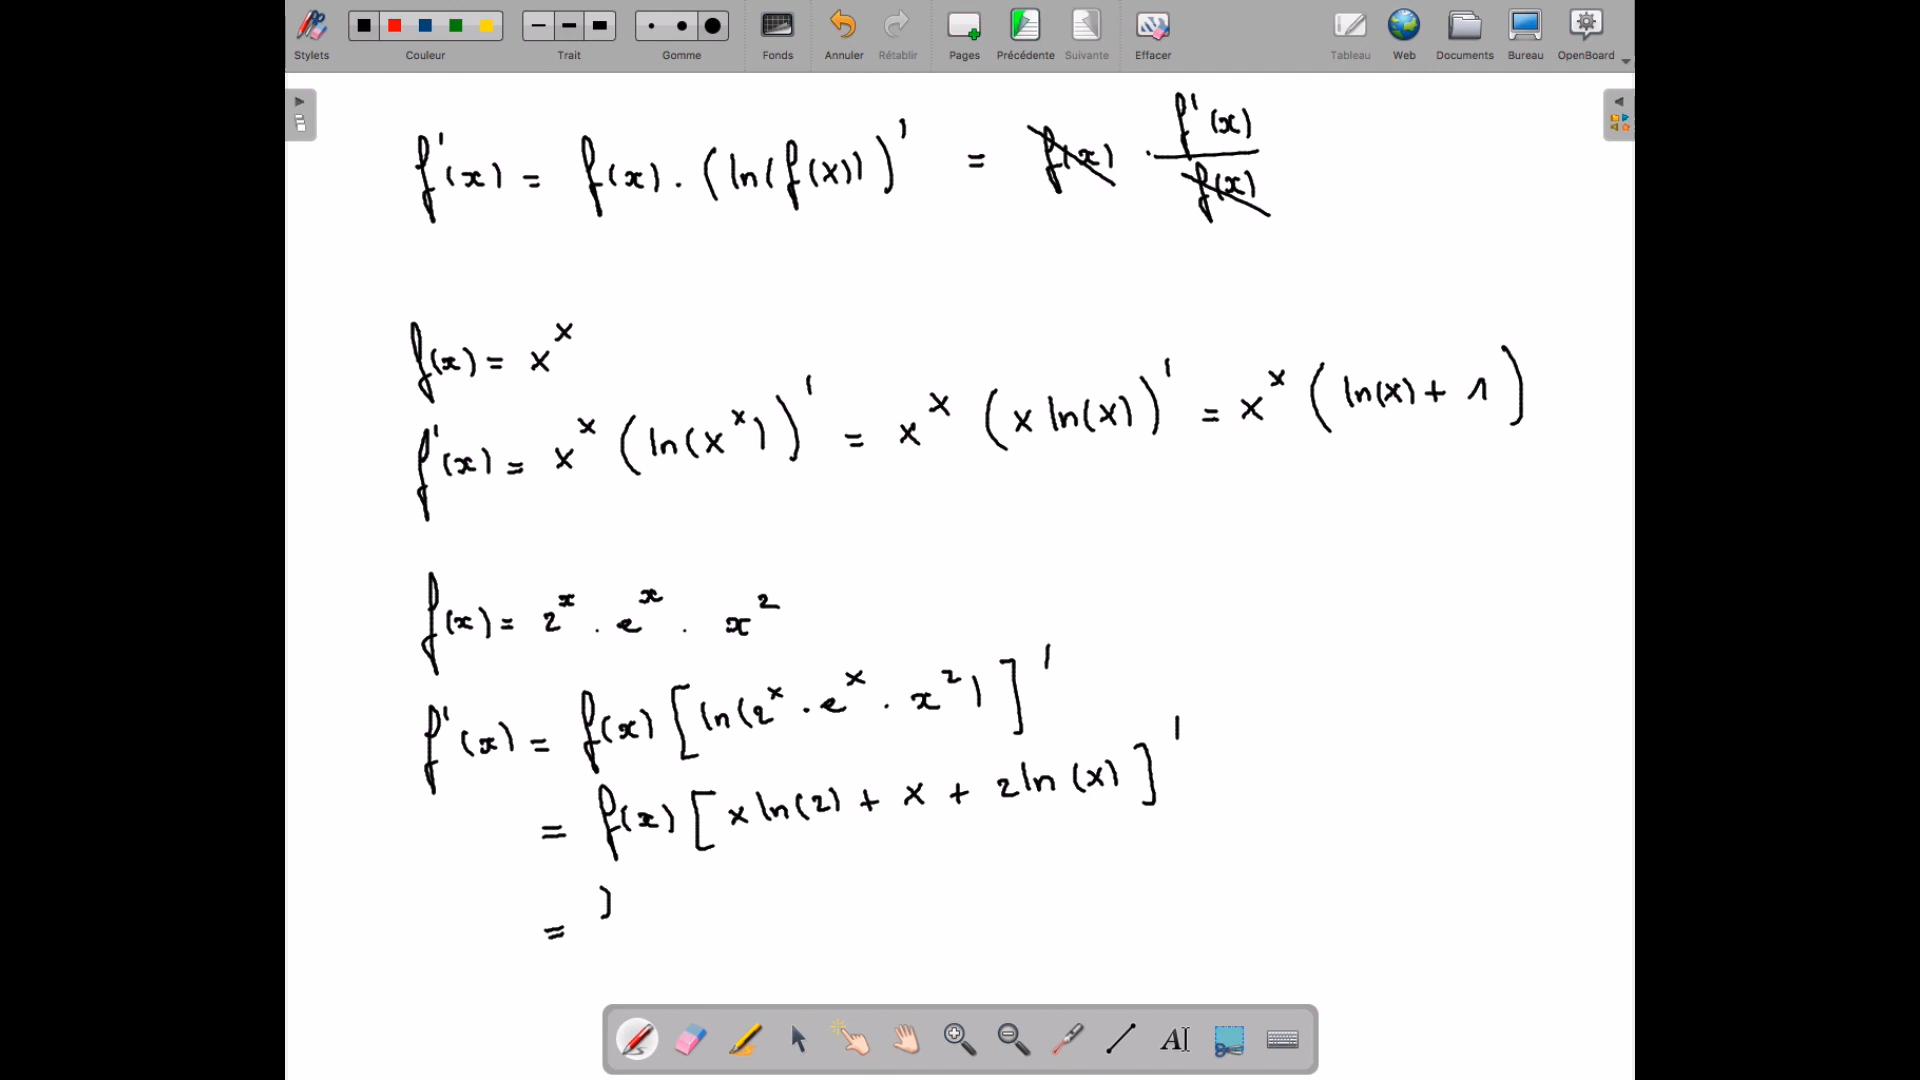 Stylets Couleur Trait Gomme Fonds Annuler Rétablir Pages Précédente Suivante Effacer Tableau Web Documents Bureau OpenBoard
f'(x) = f(x) . (ln(f(x)))' = f(x) . f'(x) / f(x)
f(x) = x^x
f'(x) = x^x (ln(x^x))' = x^x (x ln(x))' = x^x (ln(x) + 1)
f(x) = 2^x . e^x . x^2
f'(x) = f(x) [ln(2^x . e^x . x^2)]'
= f(x) [x ln(2) + x + 2ln(x)]'
=
AI